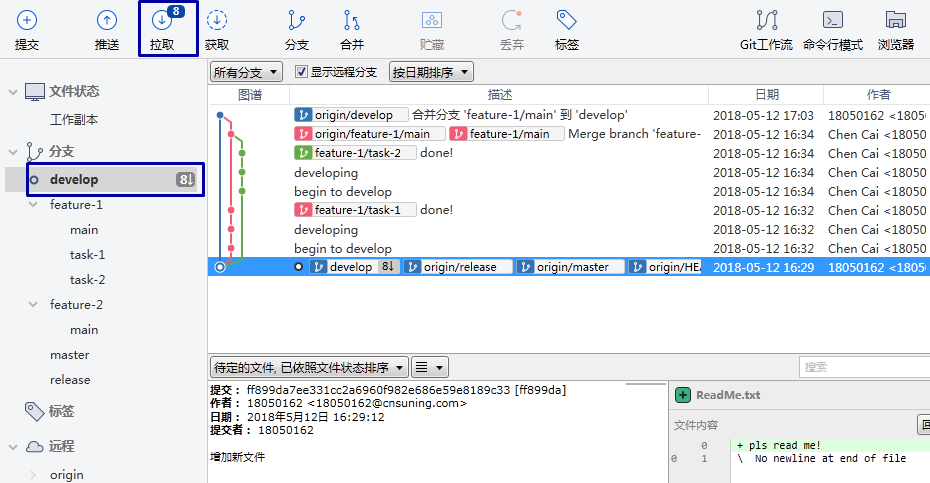 8
提交 推送 拉取 获取 分支 合并 贮藏 丢弃 标签 Git工作流 命令行模式 浏览器
文件状态
工作副本
分支
develop 8↓
feature-1
main
task-1
task-2
feature-2
main
master
release
标签
远程
origin
所有分支 显示远程分支 按日期排序
图谱 描述 日期 作者
origin/develop 合并分支 'feature-1/main' 到 'develop' 2018-05-12 17:03 18050162 <18050
origin/feature-1/main feature-1/main Merge branch 'feature- 2018-05-12 16:34 Chen Cai <18050
feature-1/task-2 done! 2018-05-12 16:34 Chen Cai <18050
developing 2018-05-12 16:34 Chen Cai <18050
begin to develop 2018-05-12 16:34 Chen Cai <18050
feature-1/task-1 done! 2018-05-12 16:32 Chen Cai <18050
developing 2018-05-12 16:32 Chen Cai <18050
begin to develop 2018-05-12 16:32 Chen Cai <18050
develop 8↓ origin/release origin/master origin/HEA 2018-05-12 16:29 18050162 <18050
待定的文件, 已依照文件状态排序 搜索
提交： ff899da7ee331cc2a6960f982e686e59e8189c33 [ff899da]
作者： 18050162 <18050162@cnsuning.com>
日期： 2018年5月12日 16:29:12
提交者： 18050162
增加新文件
ReadMe.txt
文件内容 回
0 + pls read me!
0 1 \ No newline at end of file